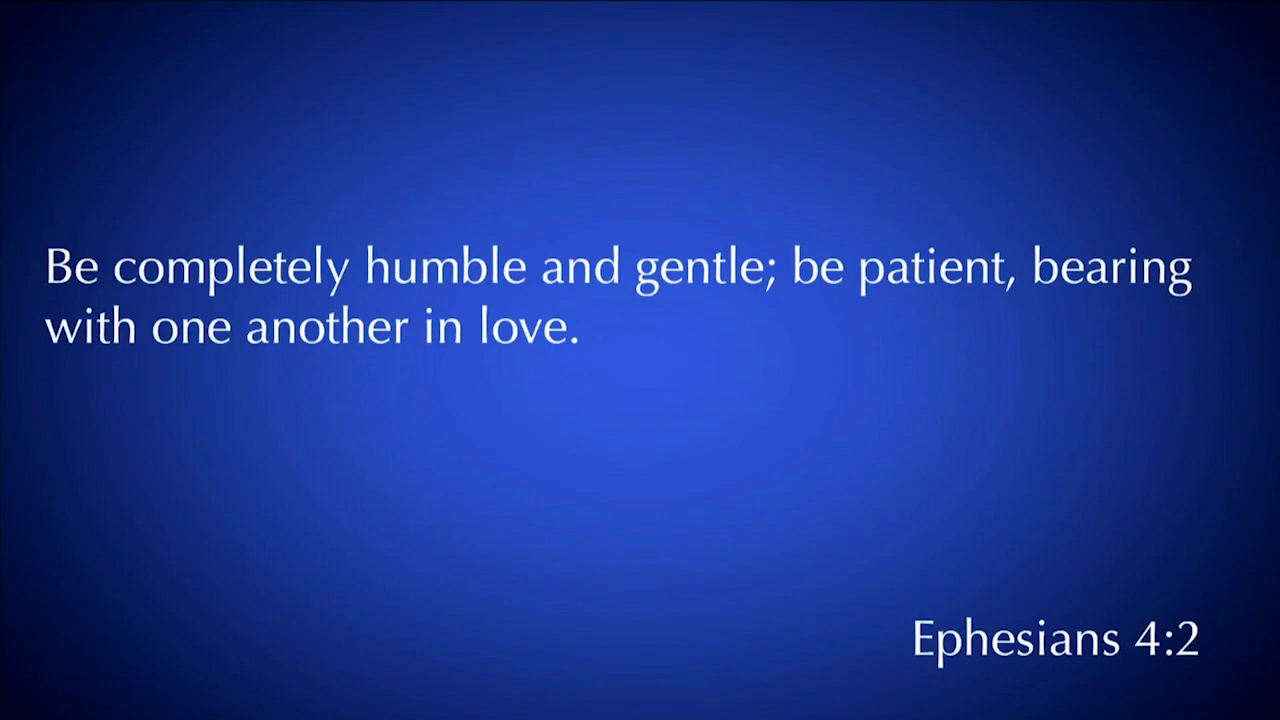 Be completely humble and gentle; be patient, bearing
with one another in love.
Ephesians 4:2